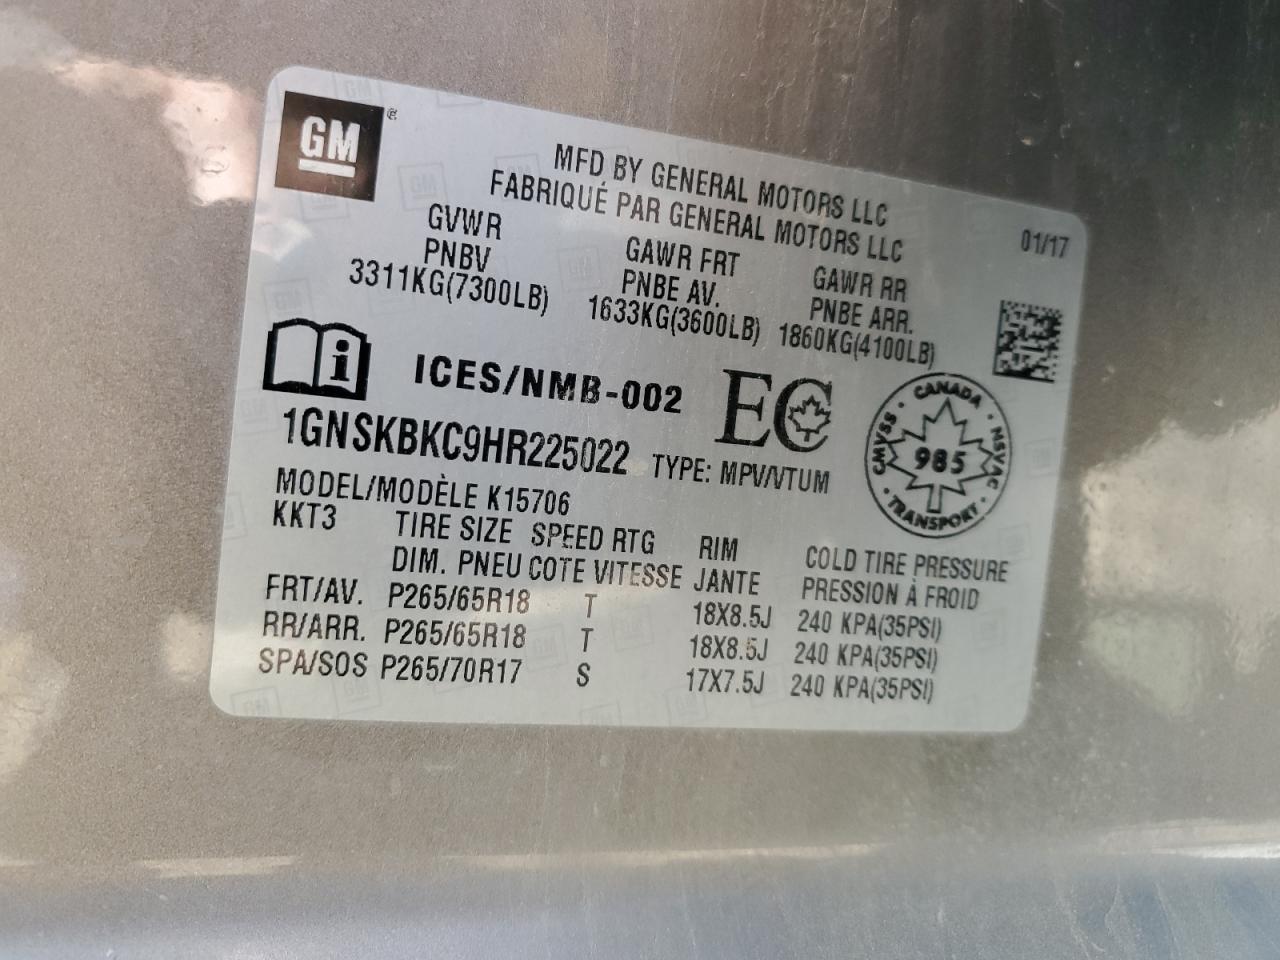 GM
MFD BY GENERAL MOTORS LLC
FABRIQUÉ PAR GENERAL MOTORS LLC
01/17
GVWR GAWR FRT GAWR RR
PNBV PNBE AV. PNBE ARR.
3311KG(7300LB) 1633KG(3600LB) 1860KG(4100LB)
ICES/NMB-002 EC
CANADA
CMVSS 985 NSVAC
TRANSPORT
1GNSKBKC9HR225022 TYPE: MPV/VTUM
MODEL/MODÈLE K15706
KKT3 TIRE SIZE SPEED RTG RIM COLD TIRE PRESSURE
DIM. PNEU COTE VITESSE JANTE PRESSION À FROID
FRT/AV. P265/65R18 T 18X8.5J 240 KPA(35PSI)
RR/ARR. P265/65R18 T 18X8.5J 240 KPA(35PSI)
SPA/SOS P265/70R17 S 17X7.5J 240 KPA(35PSI)